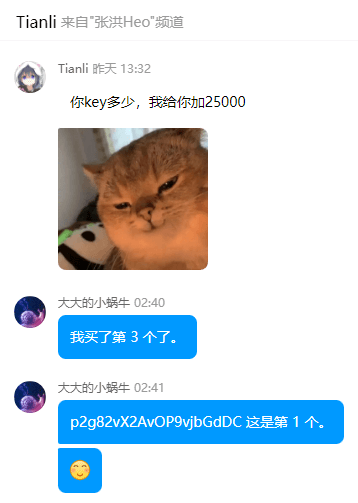 Tianli 来自"张洪Heo"频道
Tianli 昨天 13:32
你key多少，我给你加25000
大大的小蜗牛 02:40
我买了第 3 个了。
大大的小蜗牛 02:41
p2g82vX2AvOP9vjbGdDC 这是第 1 个。